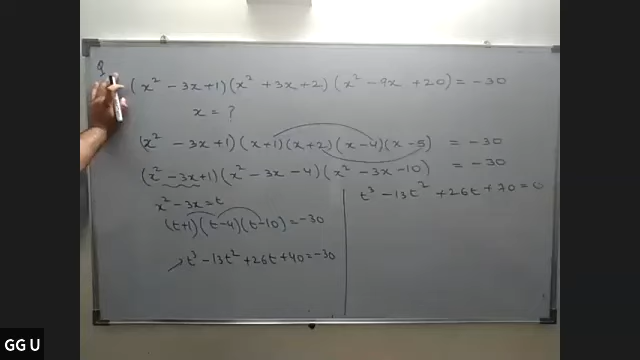 Q
(x² - 3x + 1)(x² + 3x + 2)(x² - 9x + 20) = -30
x = ?
(x² - 3x + 1)(x + 1)(x + 2)(x - 4)(x - 5) = -30
(x² - 3x + 1)(x² - 3x - 4)(x² - 3x - 10) = -30
x² - 3x = t
(t + 1)(t - 4)(t - 10) = -30
t³ - 13t² + 26t + 40 = -30
t³ - 13t² + 26t + 70 = 0
GG U